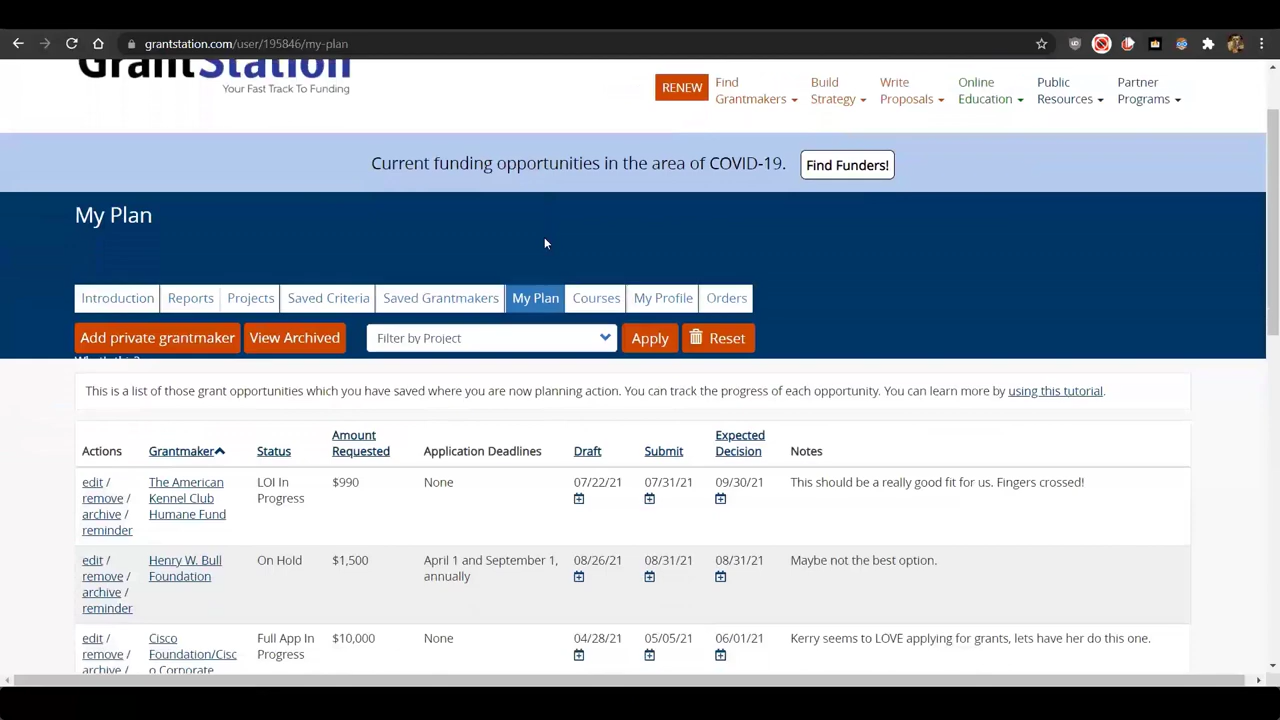 grantstation.com/user/195846/my-plan
GrantStation
Your Fast Track To Funding
RENEW
Find Grantmakers
Build Strategy
Write Proposals
Online Education
Public Resources
Partner Programs
Current funding opportunities in the area of COVID-19.
Find Funders!
My Plan
Introduction
Reports
Projects
Saved Criteria
Saved Grantmakers
My Plan
Courses
My Profile
Orders
Add private grantmaker
View Archived
Filter by Project
Apply
Reset
What's this?
This is a list of those grant opportunities which you have saved where you are now planning action. You can track the progress of each opportunity. You can learn more by using this tutorial.
Actions
Grantmaker
Status
Amount Requested
Application Deadlines
Draft
Submit
Expected Decision
Notes
edit /
remove /
archive /
reminder
The American
Kennel Club
Humane Fund
LOI In
Progress
$990
None
07/22/21
07/31/21
09/30/21
This should be a really good fit for us. Fingers crossed!
edit /
remove /
archive /
reminder
Henry W. Bull
Foundation
On Hold
$1,500
April 1 and September 1,
annually
08/26/21
08/31/21
08/31/21
Maybe not the best option.
edit /
remove /
archive /
Cisco
Foundation/Cisc
o Corporate
Full App In
Progress
$10,000
None
04/28/21
05/05/21
06/01/21
Kerry seems to LOVE applying for grants, lets have her do this one.